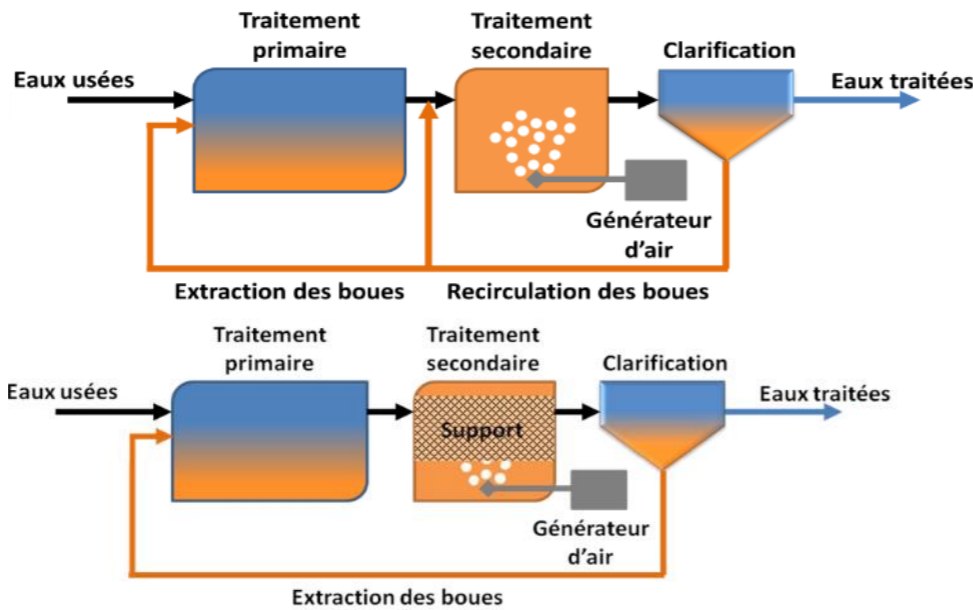 Traitement
primaire
Traitement
secondaire
Clarification
Eaux usées
Eaux traitées
Générateur
d'air
Extraction des boues
Recirculation des boues
Traitement
primaire
Traitement
secondaire
Clarification
Eaux usées
Eaux traitées
Support
Générateur
d'air
Extraction des boues